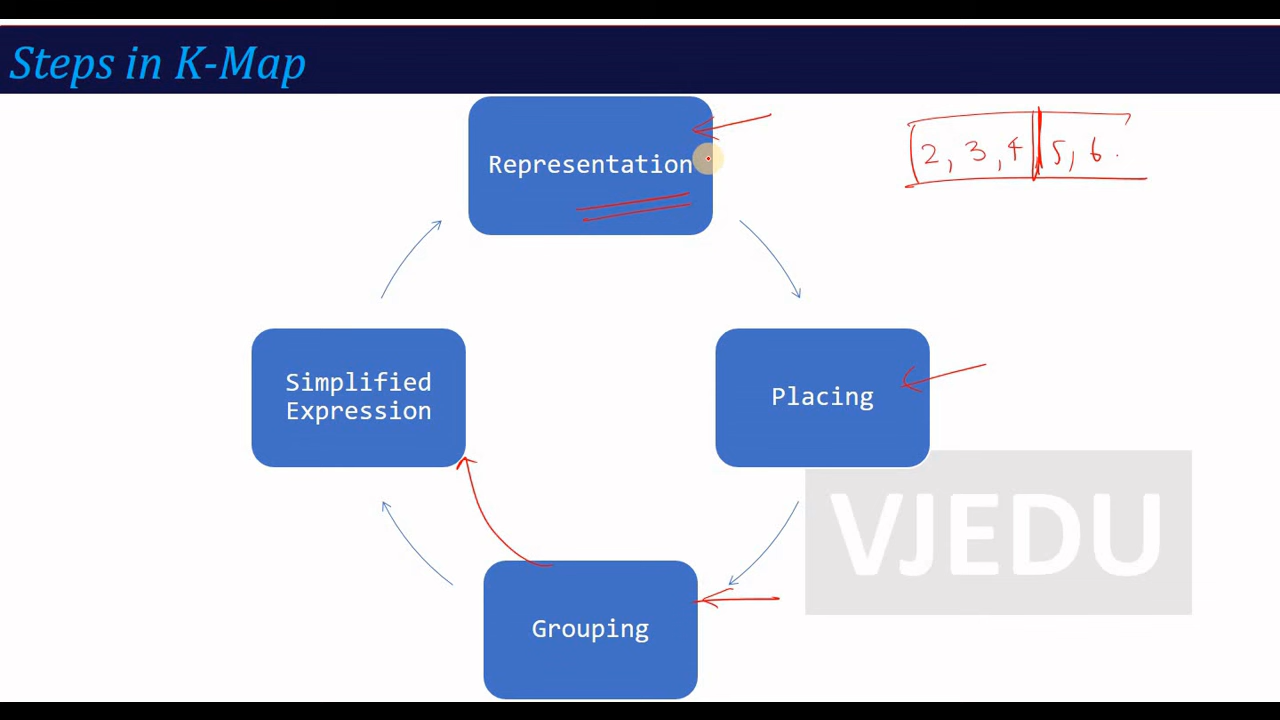 Steps in K-Map
Representation
2, 3, 4 5, 6.
Simplified
Expression
Placing
VJEDU
Grouping